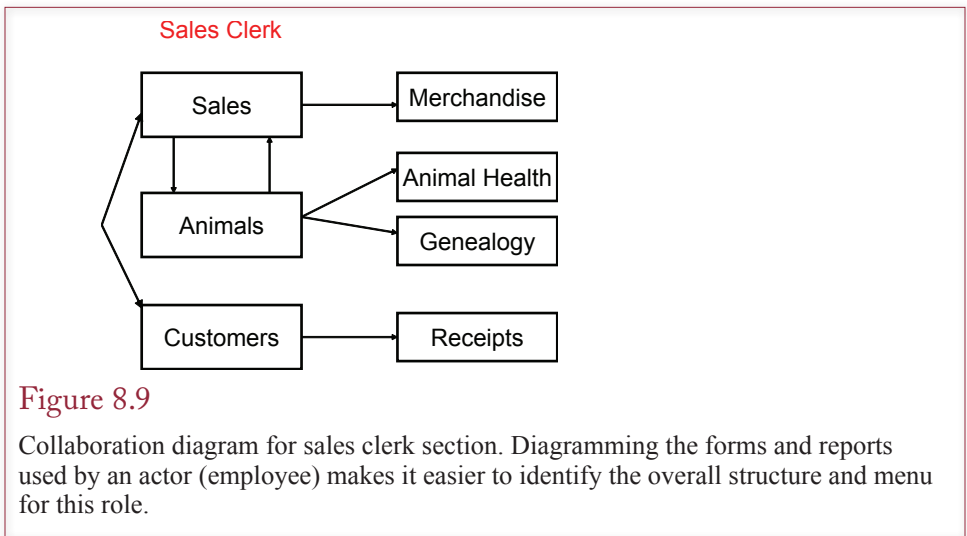 Sales Clerk
Sales
Merchandise
Animal Health
Animals
Genealogy
Customers
Receipts
Figure 8.9
Collaboration diagram for sales clerk section. Diagramming the forms and reports
used by an actor (employee) makes it easier to identify the overall structure and menu
for this role.